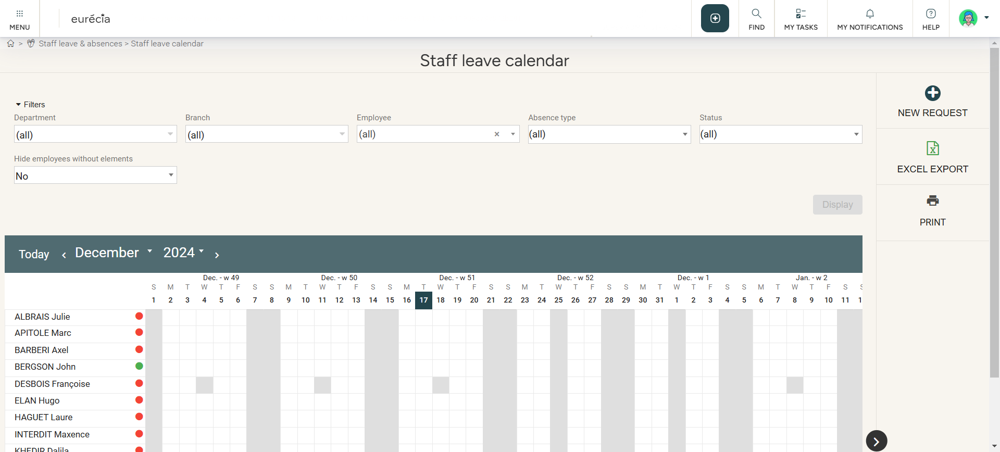 MENU
eurécia
FIND
MY TASKS
MY NOTIFICATIONS
HELP
> Staff leave & absences > Staff leave calendar
Staff leave calendar
Filters
Department
Branch
Employee
Absence type
Status
(all)
(all)
(all) ×
(all)
(all)
Hide employees without elements
No
Display
NEW REQUEST
EXCEL EXPORT
PRINT
Today ‹ December 2024 ›
Dec. - w 49 Dec. - w 50 Dec. - w 51 Dec. - w 52 Dec. - w 1 Jan. - w 2
S M T W T F S S M T W T F S S M T W T F S S M T W T F S S M T W T F S S M T W T F S S
1 2 3 4 5 6 7 8 9 10 11 12 13 14 15 16 17 18 19 20 21 22 23 24 25 26 27 28 29 30 31 1 2 3 4 5 6 7 8 9 10 11
ALBRAIS Julie
APITOLE Marc
BARBERI Axel
BERGSON John
DESBOIS Françoise
ELAN Hugo
HAGUET Laure
INTERDIT Maxence
KHEDIR Dalila